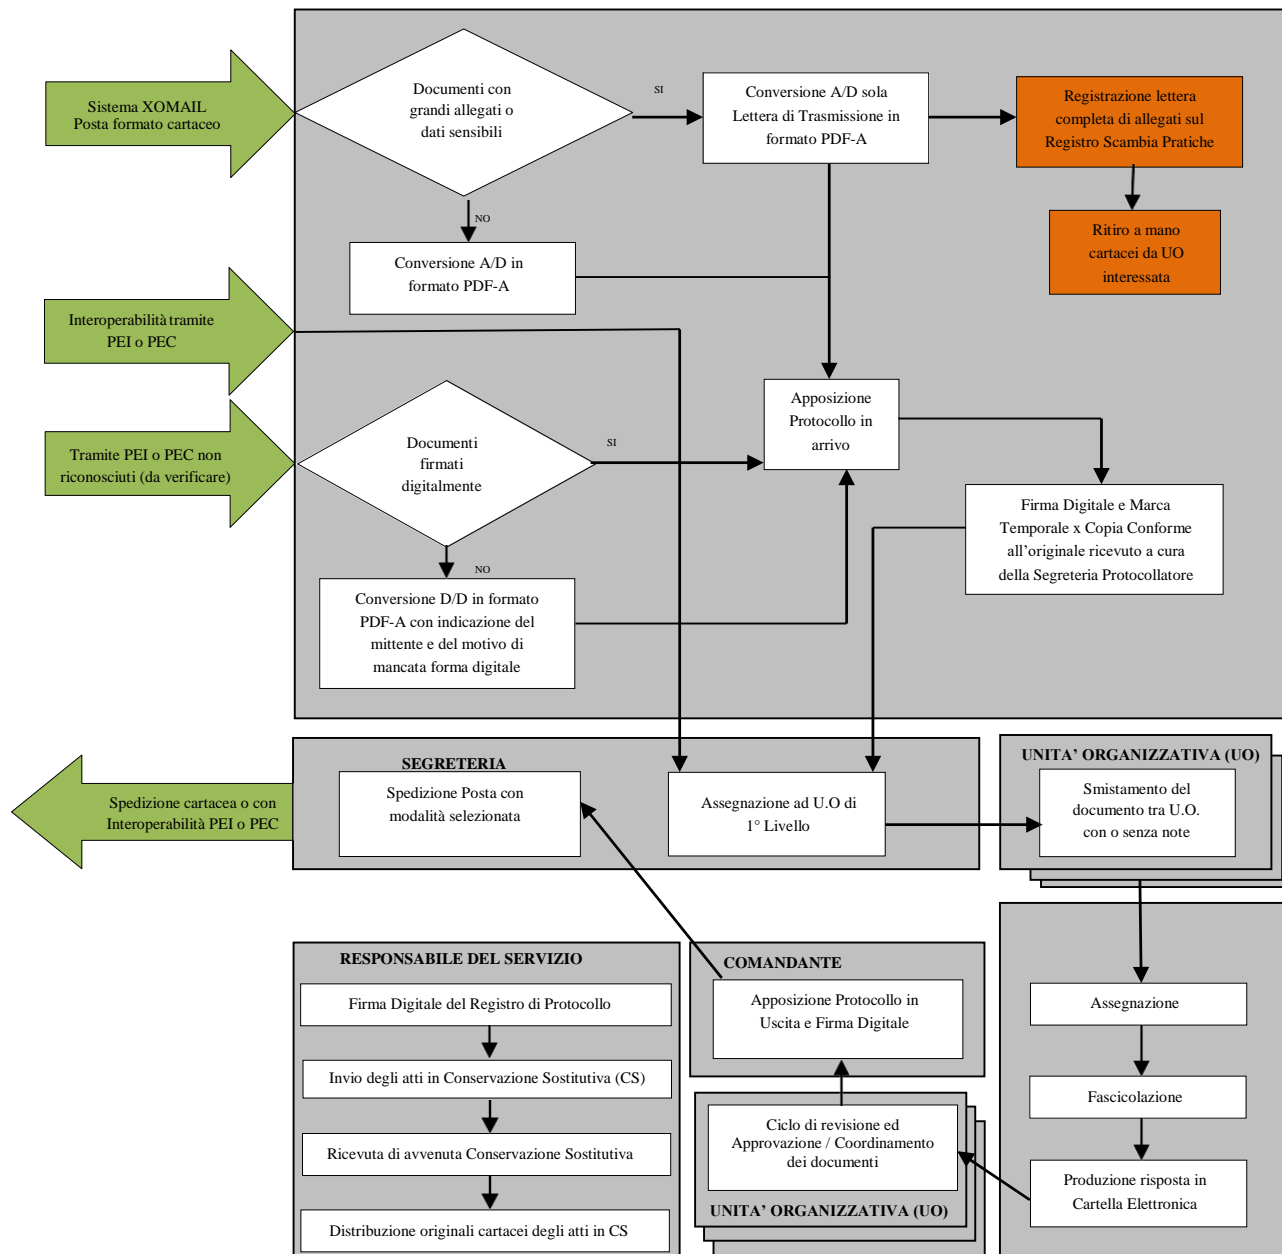 Sistema XOMAIL
Posta formato cartaceo
Documenti con
grandi allegati o
dati sensibili
SI
Conversione A/D sola
Lettera di Trasmissione in
formato PDF-A
Registrazione lettera
completa di allegati sul
Registro Scambia Pratiche
NO
Ritiro a mano
cartacei da UO
interessata
Conversione A/D in
formato PDF-A
Interoperabilità tramite
PEI o PEC
Apposizione
Protocollo in
arrivo
Tramite PEI o PEC non
riconosciuti (da verificare)
Documenti
firmati
digitalmente
SI
Firma Digitale e Marca
Temporale x Copia Conforme
all'originale ricevuto a cura
della Segreteria Protocollatore
NO
Conversione D/D in formato
PDF-A con indicazione del
mittente e del motivo di
mancata forma digitale
SEGRETERIA
UNITA' ORGANIZZATIVA (UO)
Spedizione cartacea o con
Interoperabilità PEI o PEC
Spedizione Posta con
modalità selezionata
Assegnazione ad U.O di
1° Livello
Smistamento del
documento tra U.O.
con o senza note
RESPONSABILE DEL SERVIZIO
Firma Digitale del Registro di Protocollo
Invio degli atti in Conservazione Sostitutiva (CS)
Ricevuta di avvenuta Conservazione Sostitutiva
Distribuzione originali cartacei degli atti in CS
COMANDANTE
Apposizione Protocollo in
Uscita e Firma Digitale
Ciclo di revisione ed
Approvazione / Coordinamento
dei documenti
UNITA' ORGANIZZATIVA (UO)
Assegnazione
Fascicolazione
Produzione risposta in
Cartella Elettronica